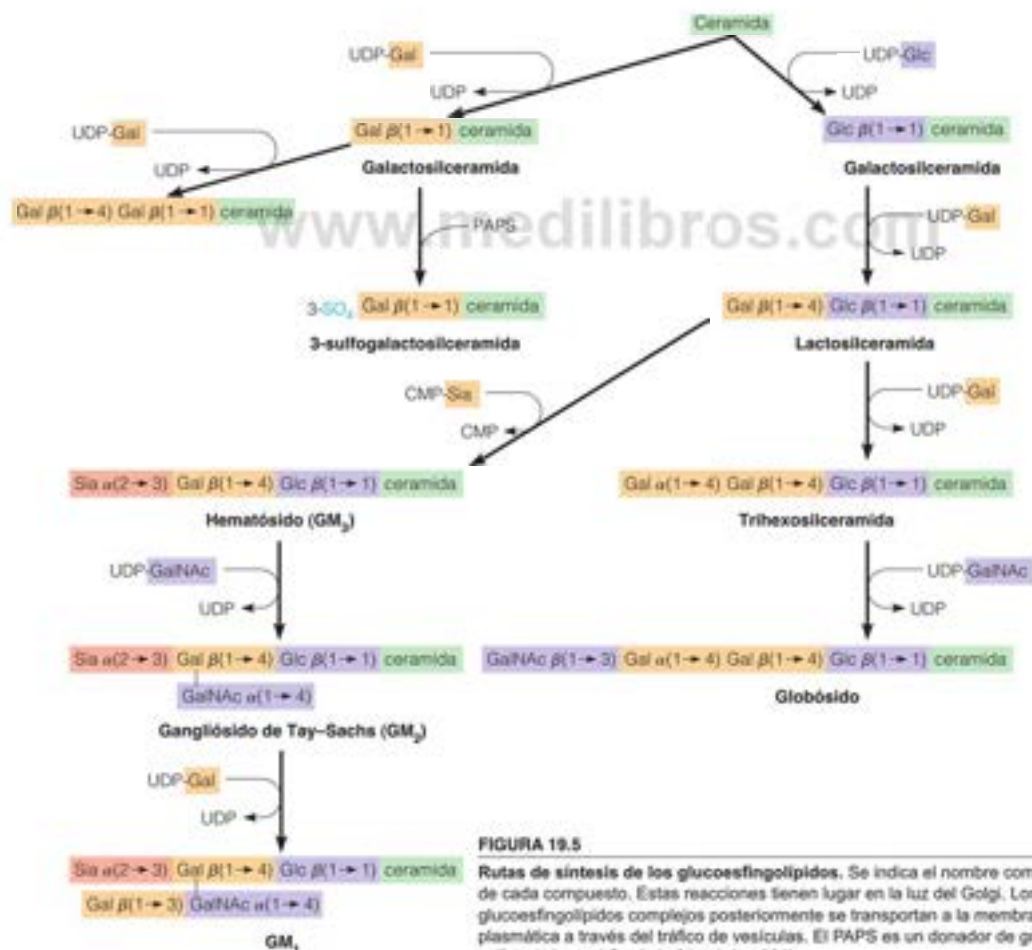 Ceramida
UDP-Gal
UDP
UDP-Glc
UDP
UDP-Gal
UDP
Gal β(1→1) ceramida
Galactosilceramida
Glc β(1→1) ceramida
Galactosilceramida
Gal β(1→4) Gal β(1→1) ceramida
www.medilibros.com
PAPS
UDP-Gal
UDP
3-SO4 Gal β(1→1) ceramida
3-sulfogalactosilceramida
Gal β(1→4) Glc β(1→1) ceramida
Lactosilceramida
CMP-Sia
CMP
UDP-Gal
UDP
Sia α(2→3) Gal β(1→4) Glc β(1→1) ceramida
Hematósido (GM3)
Gal α(1→4) Gal β(1→4) Glc β(1→1) ceramida
Trihexosilceramida
UDP-GalNAc
UDP
UDP-GalNAc
UDP
Sia α(2→3) Gal β(1→4) Glc β(1→1) ceramida
GalNAc α(1→4)
Gangliósido de Tay–Sachs (GM2)
GalNAc β(1→3) Gal α(1→4) Gal β(1→4) Glc β(1→1) ceramida
Globósido
UDP-Gal
UDP
Sia α(2→3) Gal β(1→4) Glc β(1→1) ceramida
Gal β(1→3) GalNAc α(1→4)
GM1
FIGURA 19.5
Rutas de síntesis de los glucoesfingolípidos. Se indica el nombre com
de cada compuesto. Estas reacciones tienen lugar en la luz del Golgi. Los
glucoesfingolípidos complejos posteriormente se transportan a la membra
plasmática a través del tráfico de vesículas. El PAPS es un donador de g